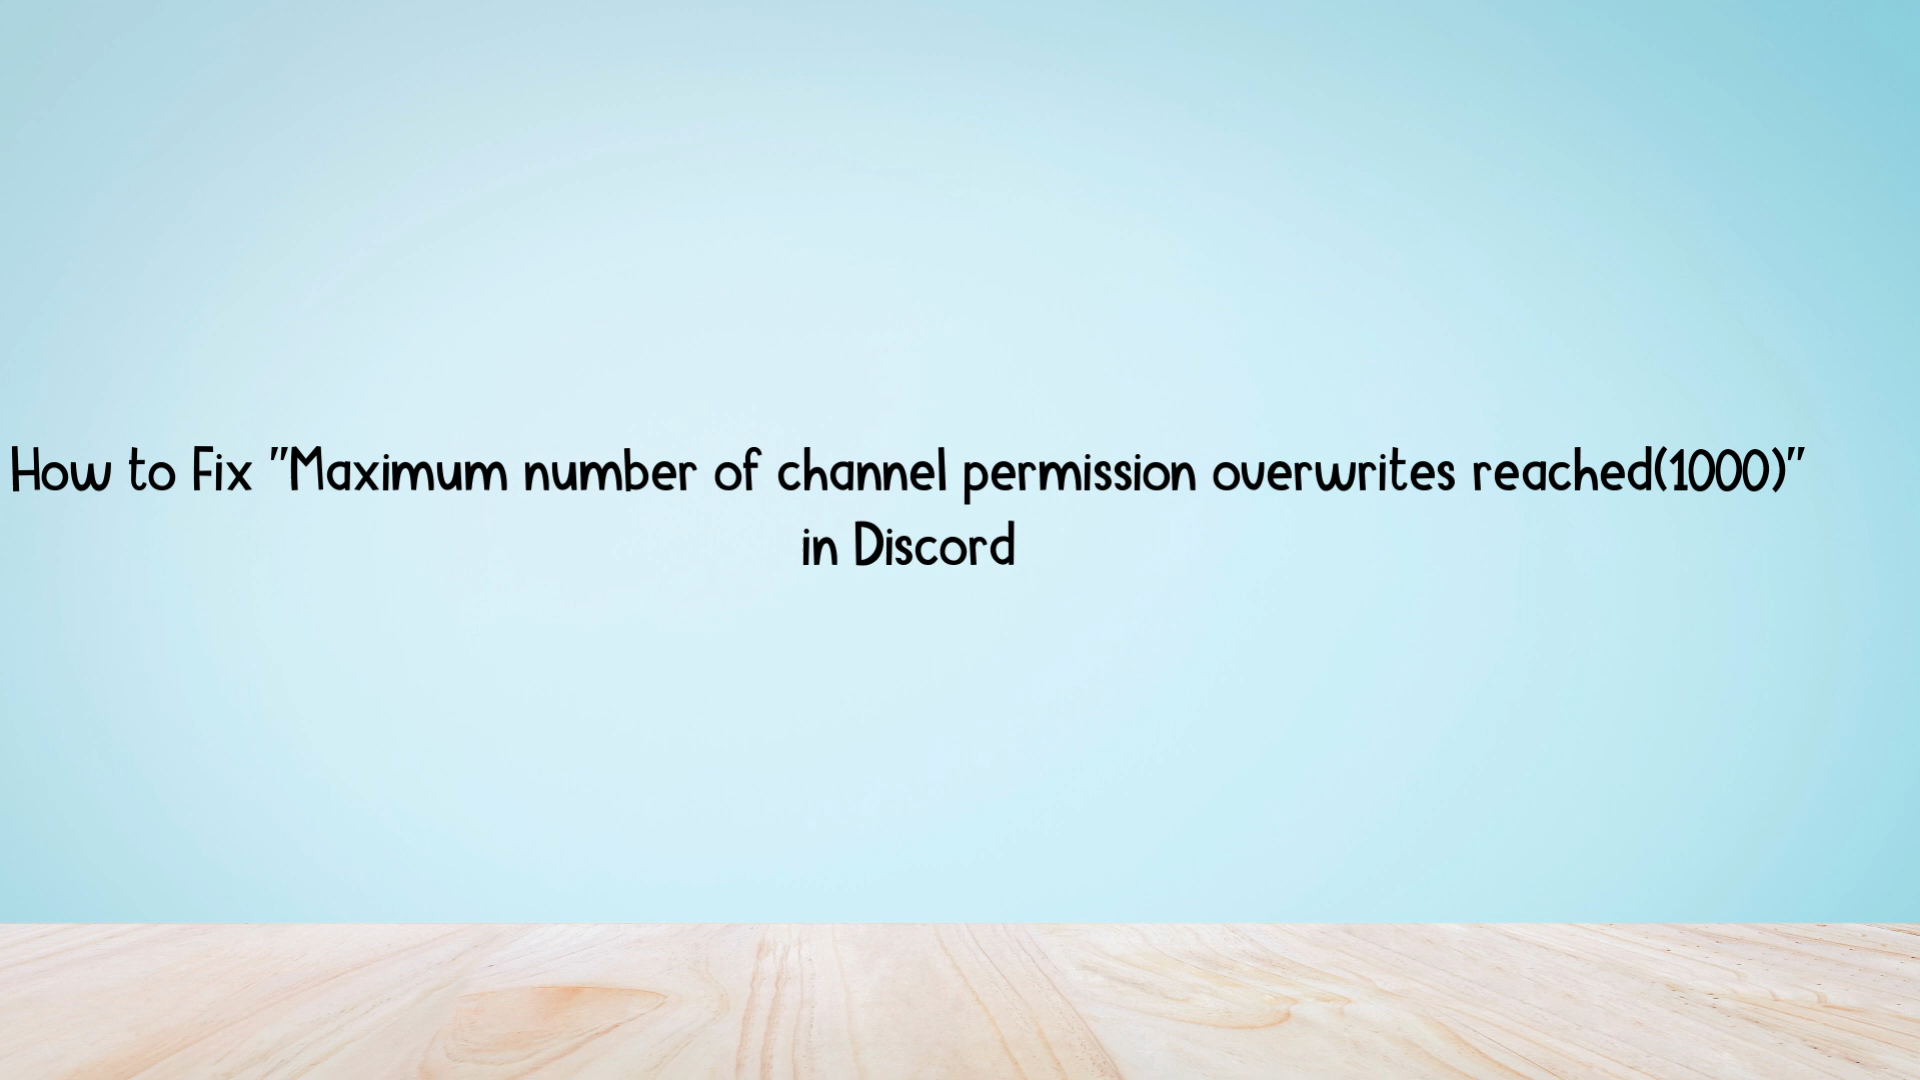 How to Fix "Maximum number of channel permission overwrites reached(1000)"
in Discord